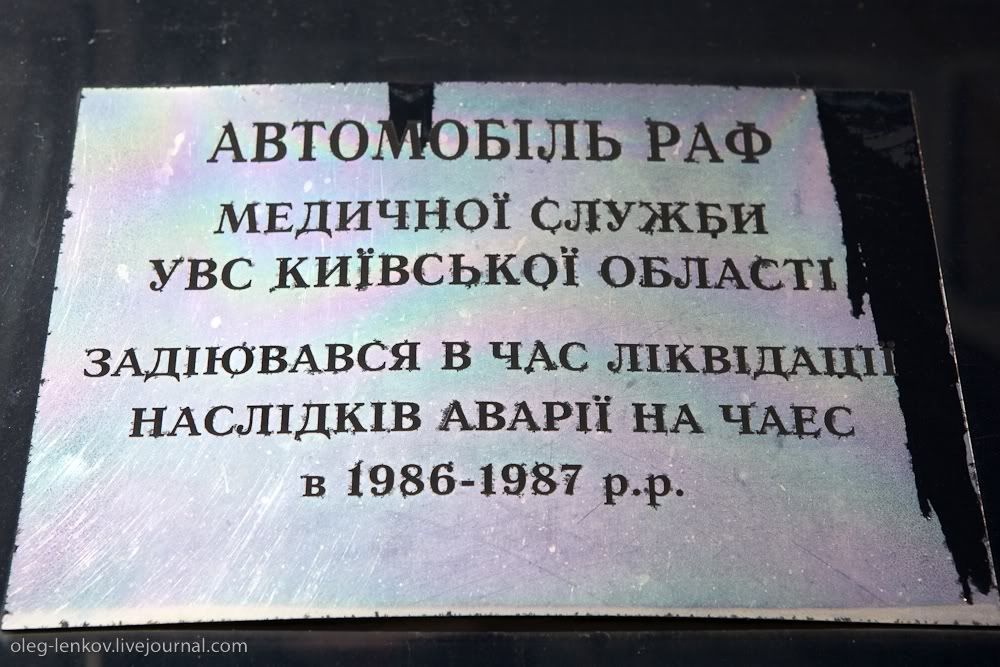 АВТОМОБІЛЬ РАФ
МЕДИЧНОЇ СЛУЖБИ
УВС КИЇВСЬКОЇ ОБЛАСТІ
ЗАДІЮВАВСЯ В ЧАС ЛІКВІДАЦІЇ
НАСЛІДКІВ АВАРІЇ НА ЧАЕС
в 1986-1987 р.р.
oleg-lenkov.livejournal.com